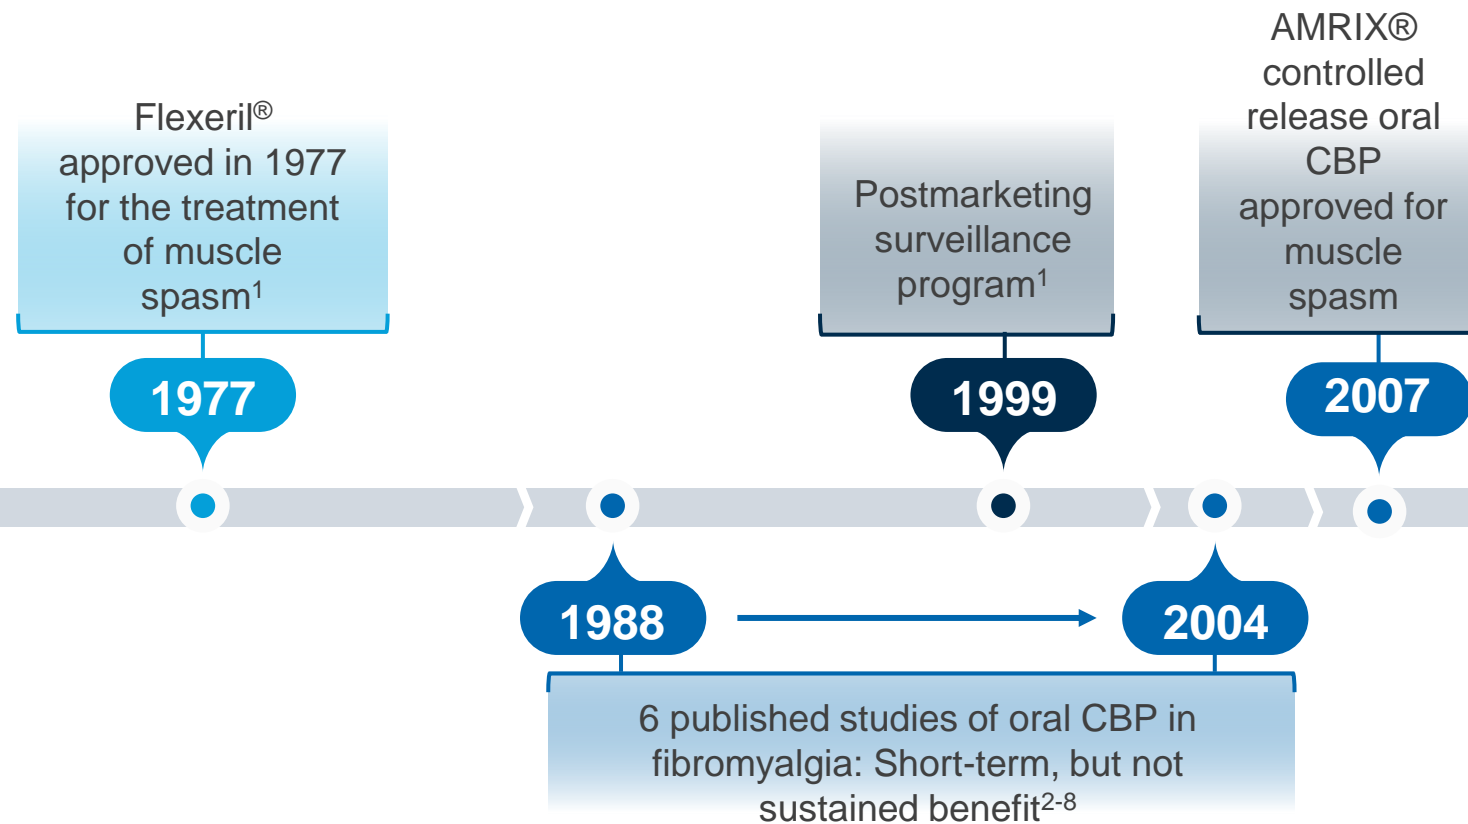 Flexeril®
approved in 1977
for the treatment
of muscle
spasm1
1977
Postmarketing
surveillance
program1
1999
AMRIX®
controlled
release oral
CBP
approved for
muscle
spasm
2007
1988
2004
6 published studies of oral CBP in
fibromyalgia: Short-term, but not
sustained benefit2-8